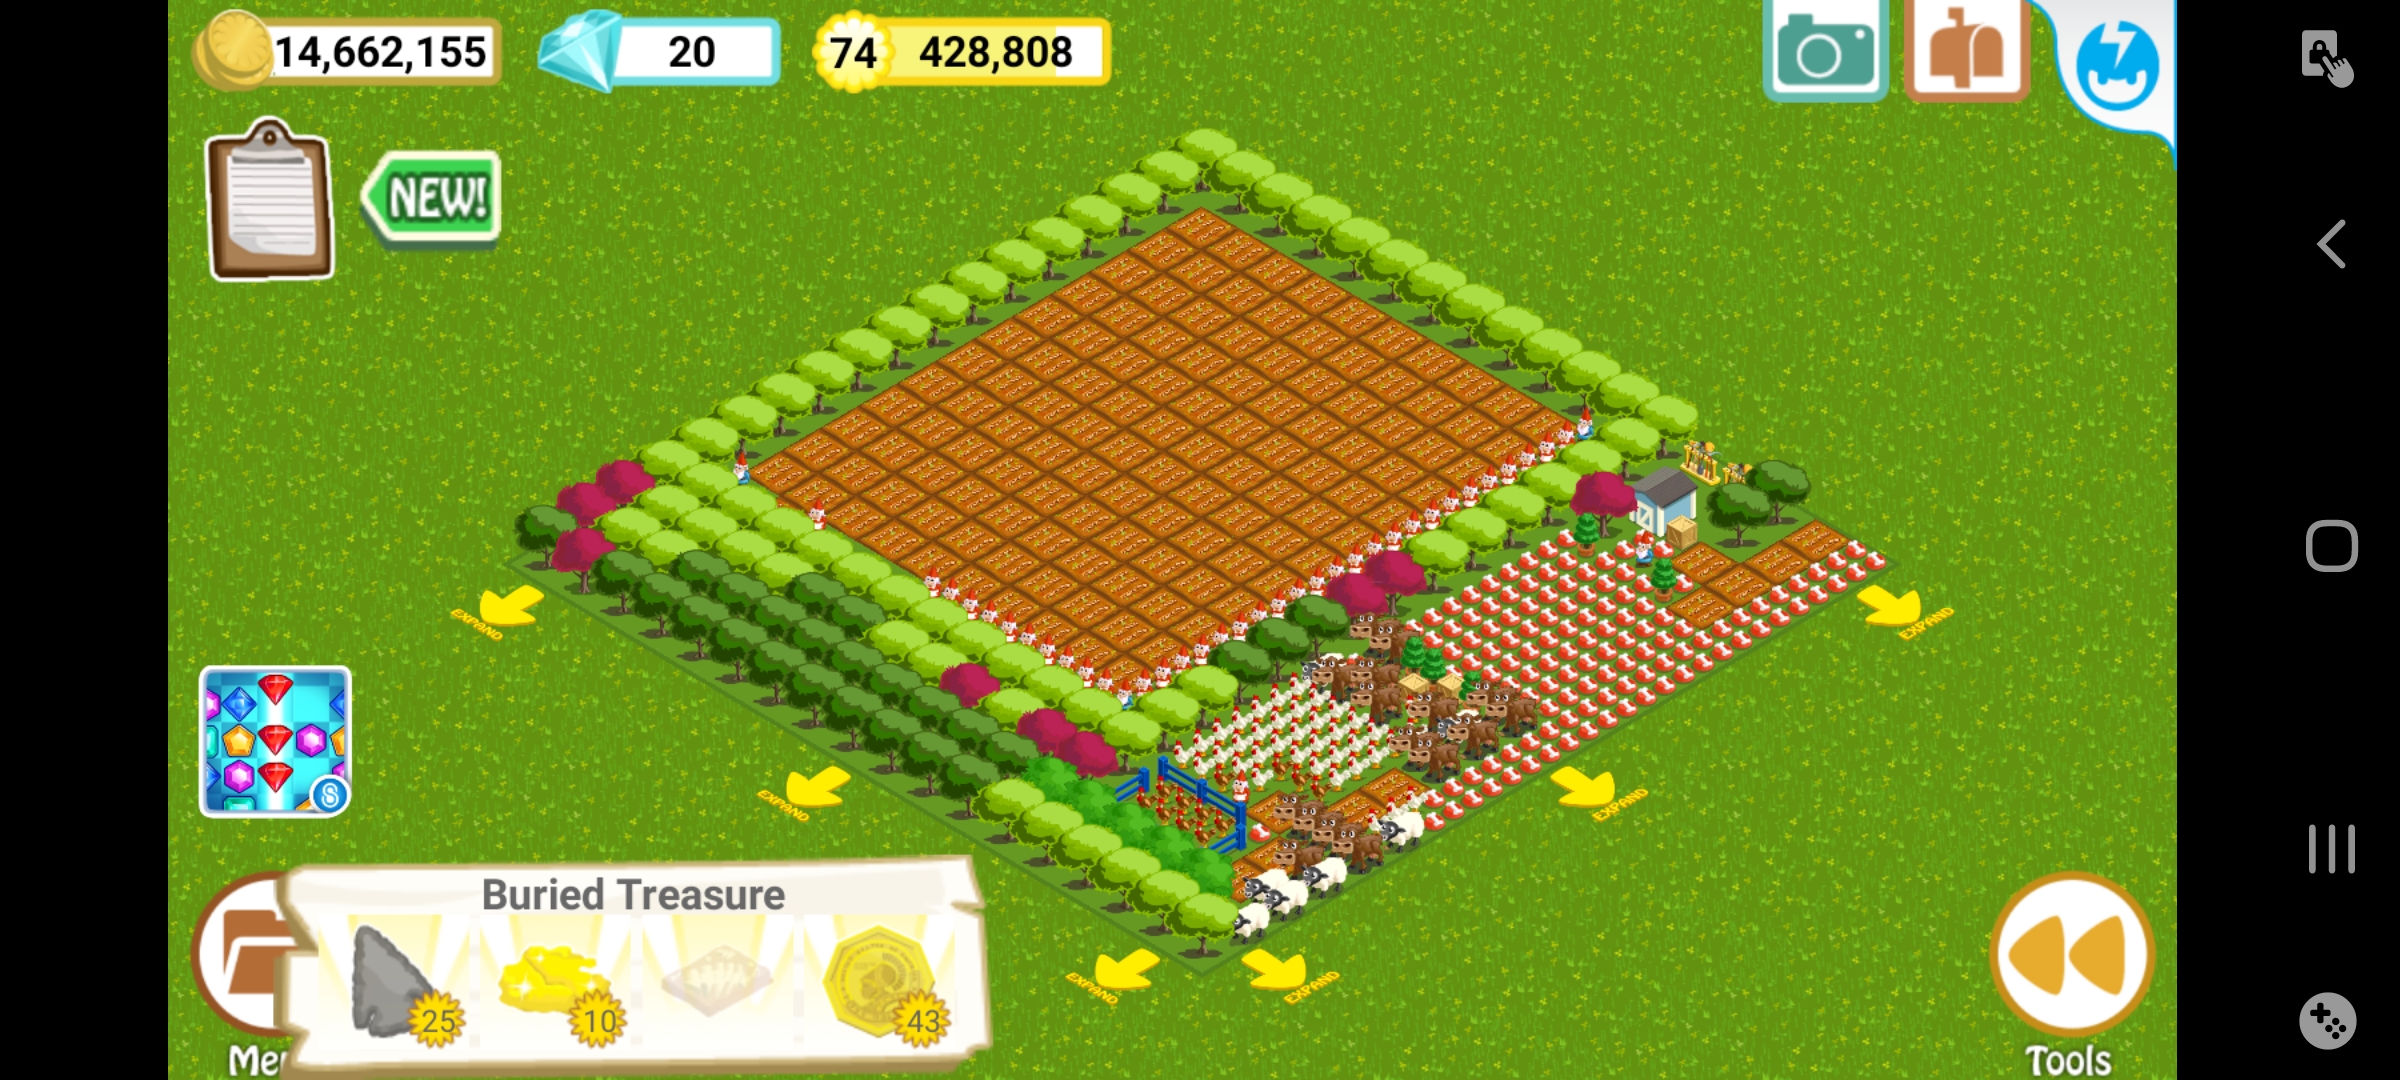 14,662,155
20
74
428,808
NEW!
EXPAND
EXPAND
EXPAND
EXPAND
EXPAND
EXPAND
Buried Treasure
25
10
43
Me
Tools